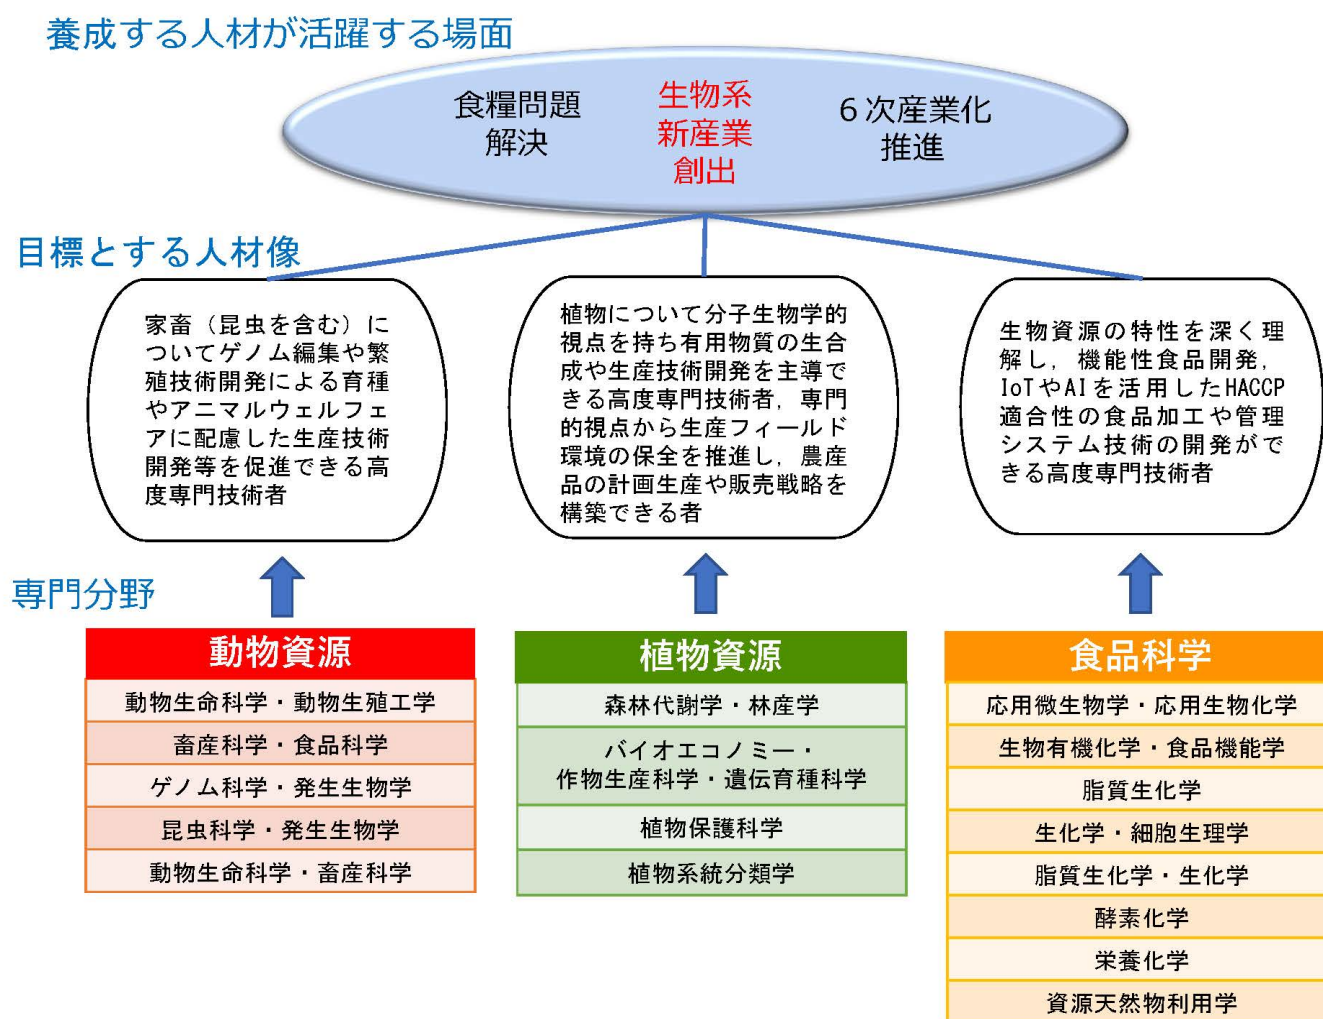 養成する人材が活躍する場面
食糧問題
解決
生物系
新産業
創出
６次産業化
推進
目標とする人材像
家畜（昆虫を含む）に
ついてゲノム編集や繁
殖技術開発による育種
やアニマルウェルフェ
アに配慮した生産技術
開発等を促進できる高
度専門技術者
植物について分子生物学的
視点を持ち有用物質の生合
成や生産技術開発を主導で
きる高度専門技術者，専門
的視点から生産フィールド
環境の保全を推進し，農産
品の計画生産や販売戦略を
構築できる者
生物資源の特性を深く理
解し，機能性食品開発，
IoTやAIを活用したHACCP
適合性の食品加工や管理
システム技術の開発がで
きる高度専門技術者
専門分野
動物資源
動物生命科学・動物生殖工学
畜産科学・食品科学
ゲノム科学・発生生物学
昆虫科学・発生生物学
動物生命科学・畜産科学
植物資源
森林代謝学・林産学
バイオエコノミー・
作物生産科学・遺伝育種科学
植物保護科学
植物系統分類学
食品科学
応用微生物学・応用生物化学
生物有機化学・食品機能学
脂質生化学
生化学・細胞生理学
脂質生化学・生化学
酵素化学
栄養化学
資源天然物利用学